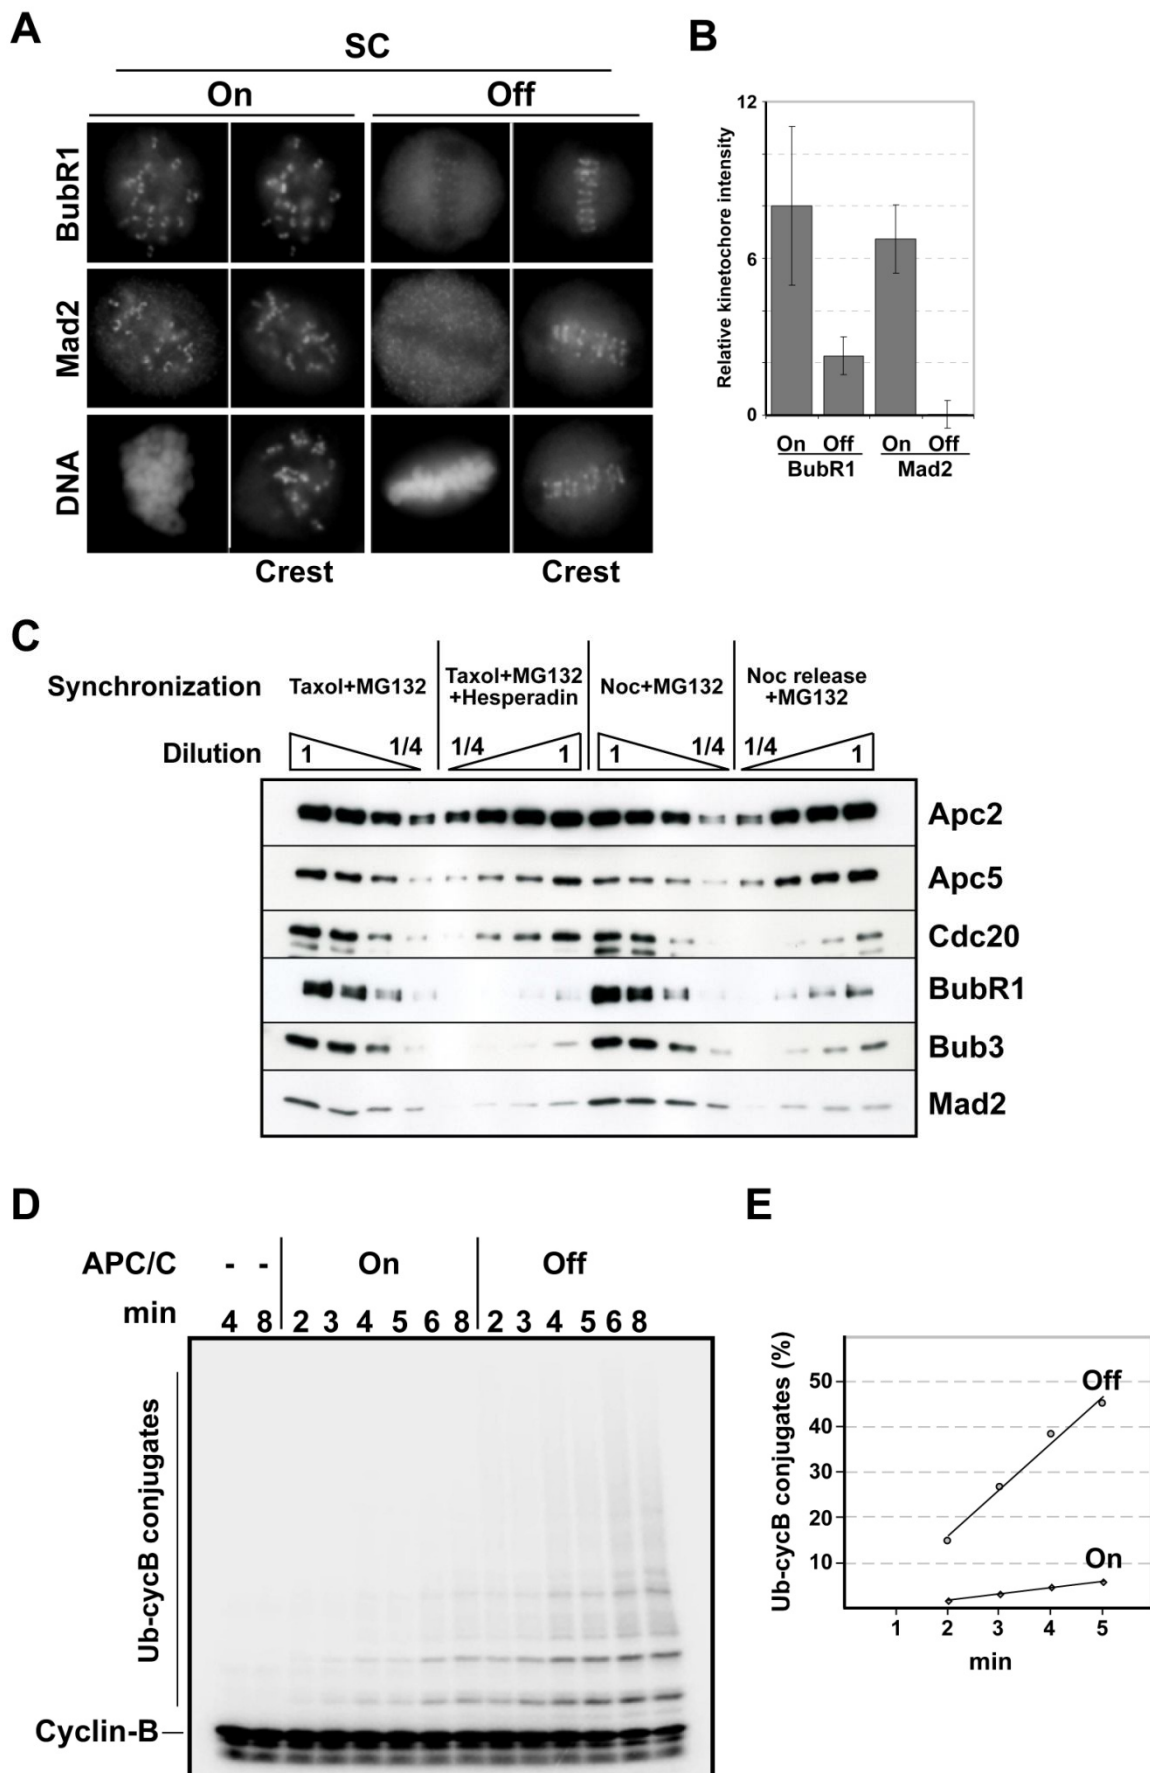 A
SC
On Off
BubR1
Mad2
DNA
Crest Crest
B
Relative kinetochore intensity
12
6
0
On Off On Off
BubR1 Mad2
C
Synchronization
Taxol+MG132
Taxol+MG132
+Hesperadin
Noc+MG132
Noc release
+MG132
Dilution
1 1/4 1/4 1 1 1/4 1/4 1
Apc2
Apc5
Cdc20
BubR1
Bub3
Mad2
D
APC/C - - On Off
min 4 8 2 3 4 5 6 8 2 3 4 5 6 8
Ub-cycB conjugates
Cyclin-B
E
Ub-cycB conjugates (%)
50
40
30
20
10
Off
On
1 2 3 4 5
min